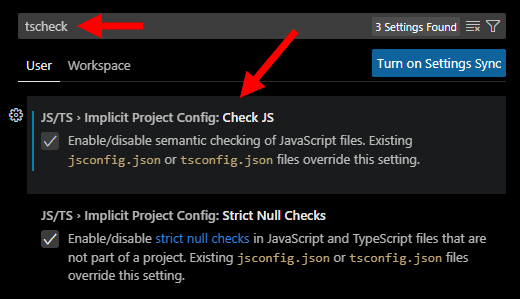 tscheck
3 Settings Found
User Workspace
Turn on Settings Sync
JS/TS › Implicit Project Config: Check JS
Enable/disable semantic checking of JavaScript files. Existing
jsconfig.json or tsconfig.json files override this setting.
JS/TS › Implicit Project Config: Strict Null Checks
Enable/disable strict null checks in JavaScript and TypeScript files that are
not part of a project. Existing jsconfig.json or tsconfig.json files
override this setting.